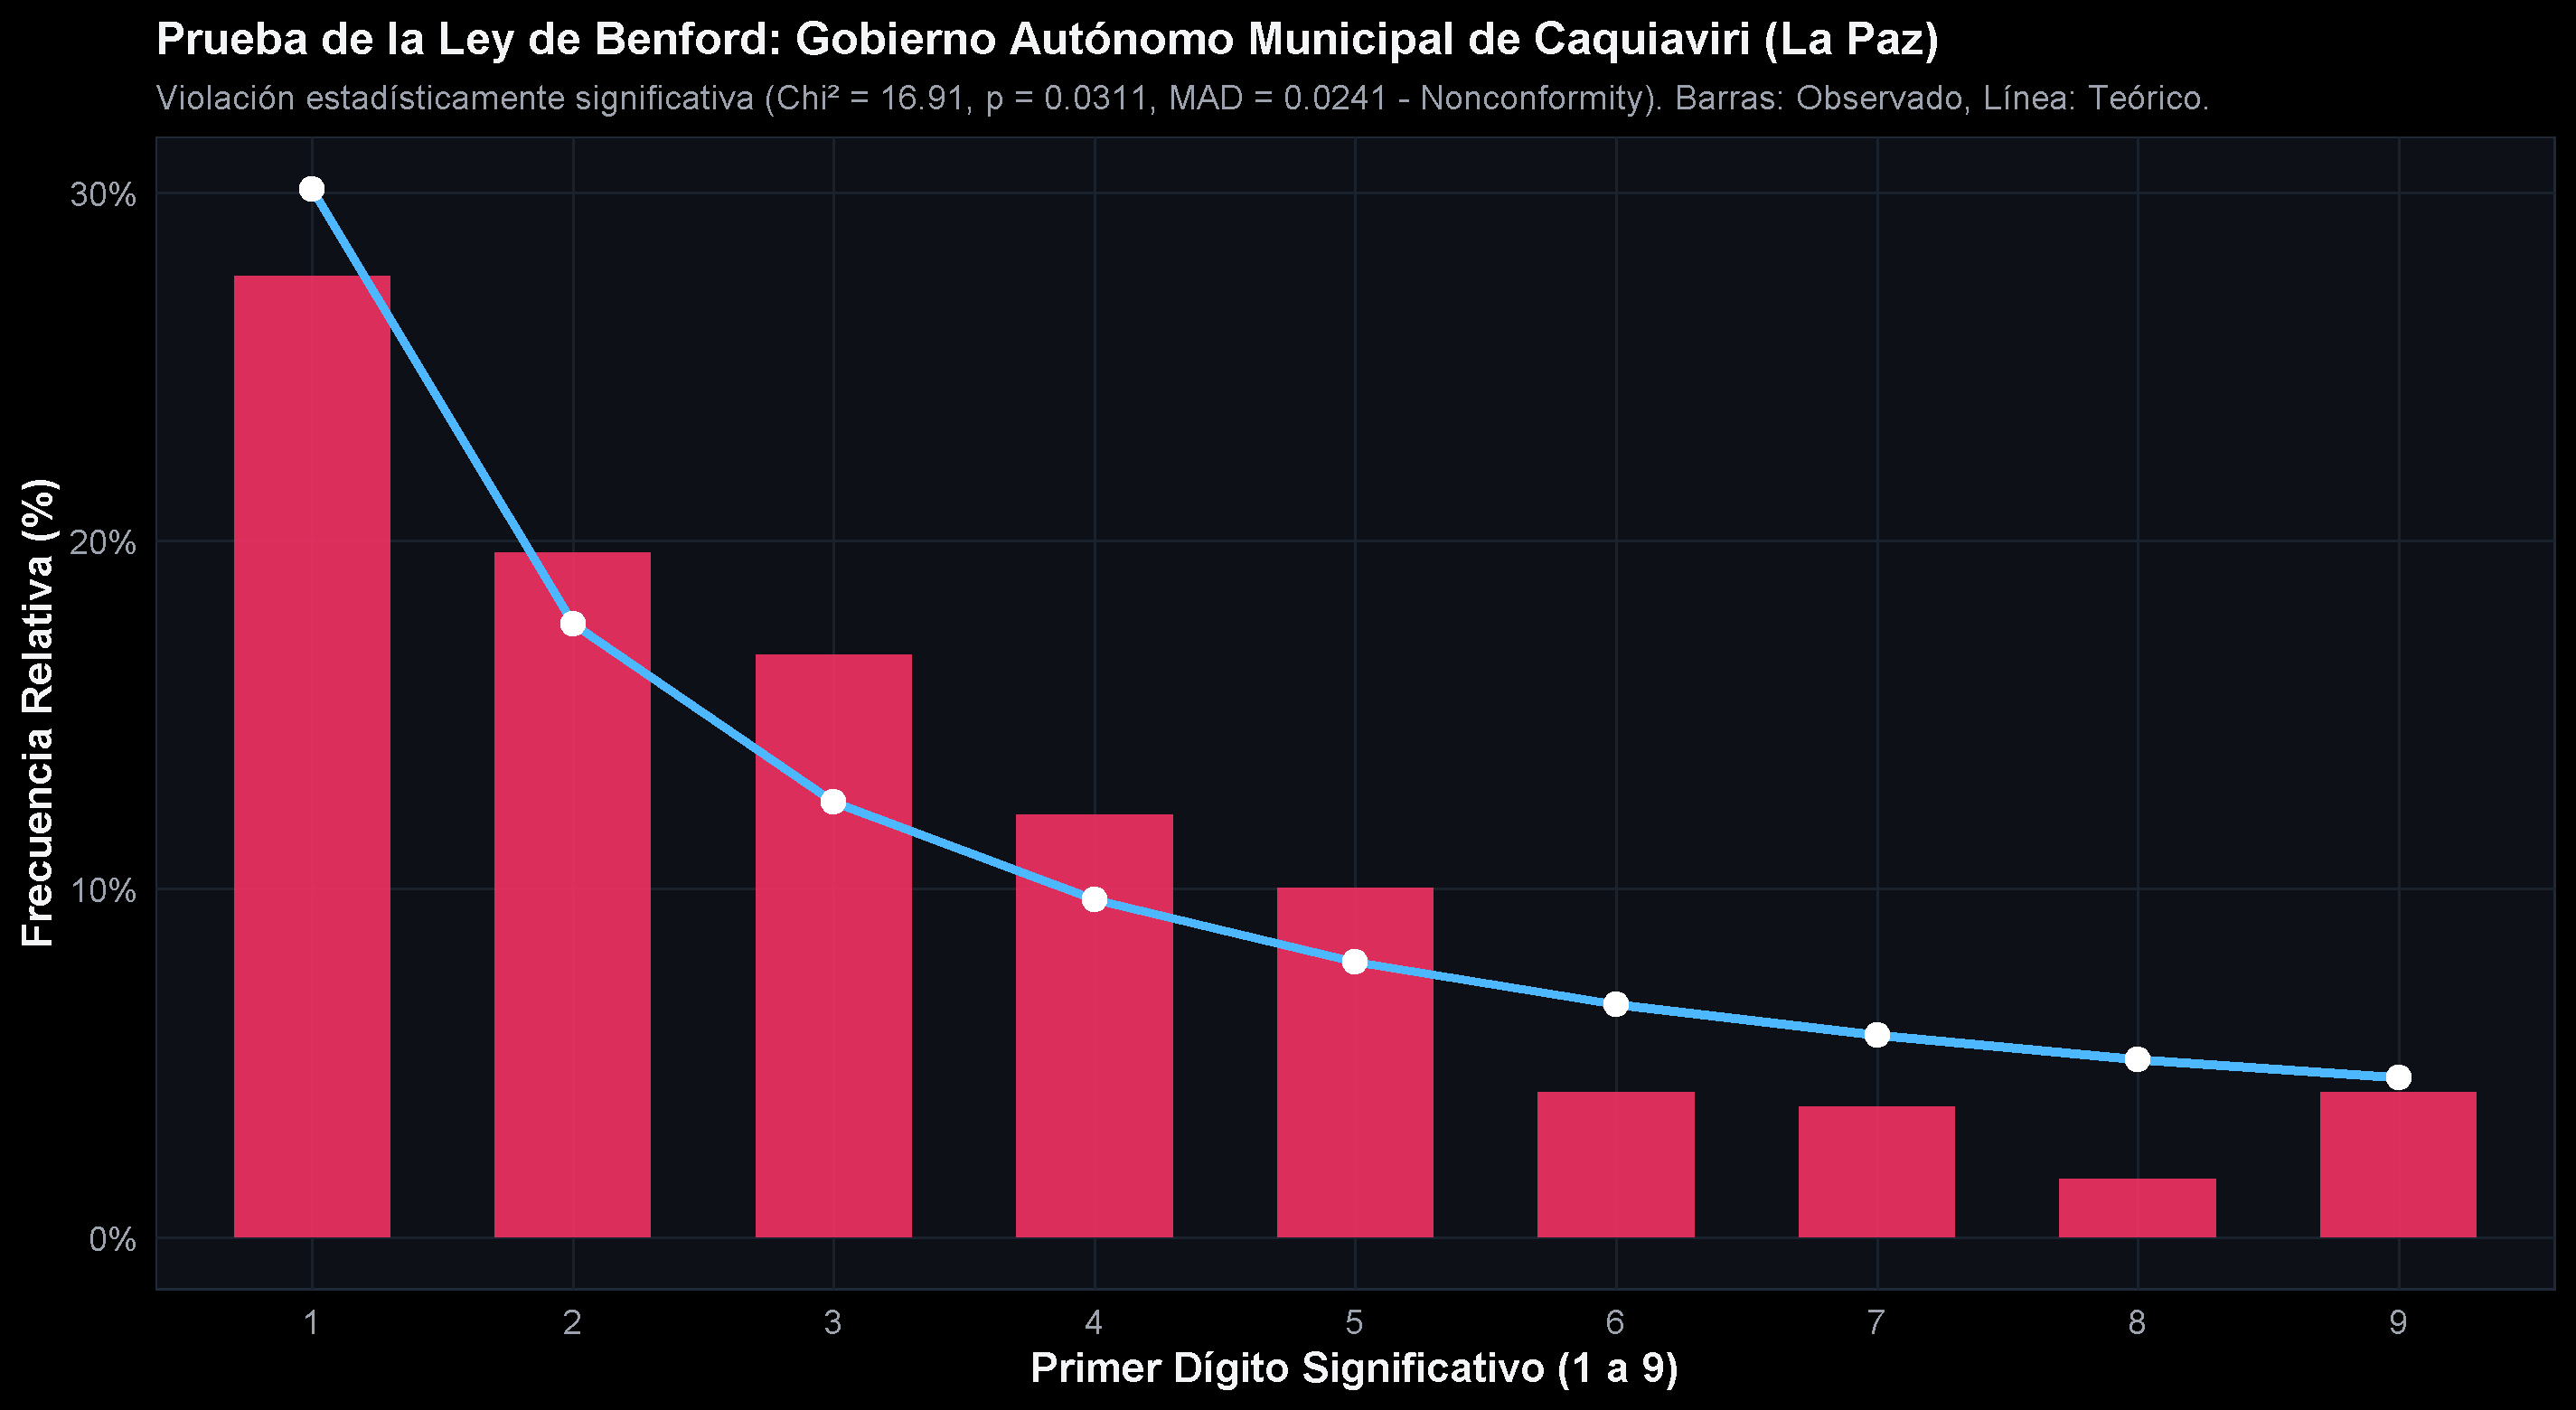 Prueba de la Ley de Benford: Gobierno Autónomo Municipal de Caquiaviri (La Paz)
Violación estadísticamente significativa (Chi² = 16.91, p = 0.0311, MAD = 0.0241 - Nonconformity). Barras: Observado, Línea: Teórico.
Frecuencia Relativa (%)
30%
20%
10%
0%
1 2 3 4 5 6 7 8 9
Primer Dígito Significativo (1 a 9)